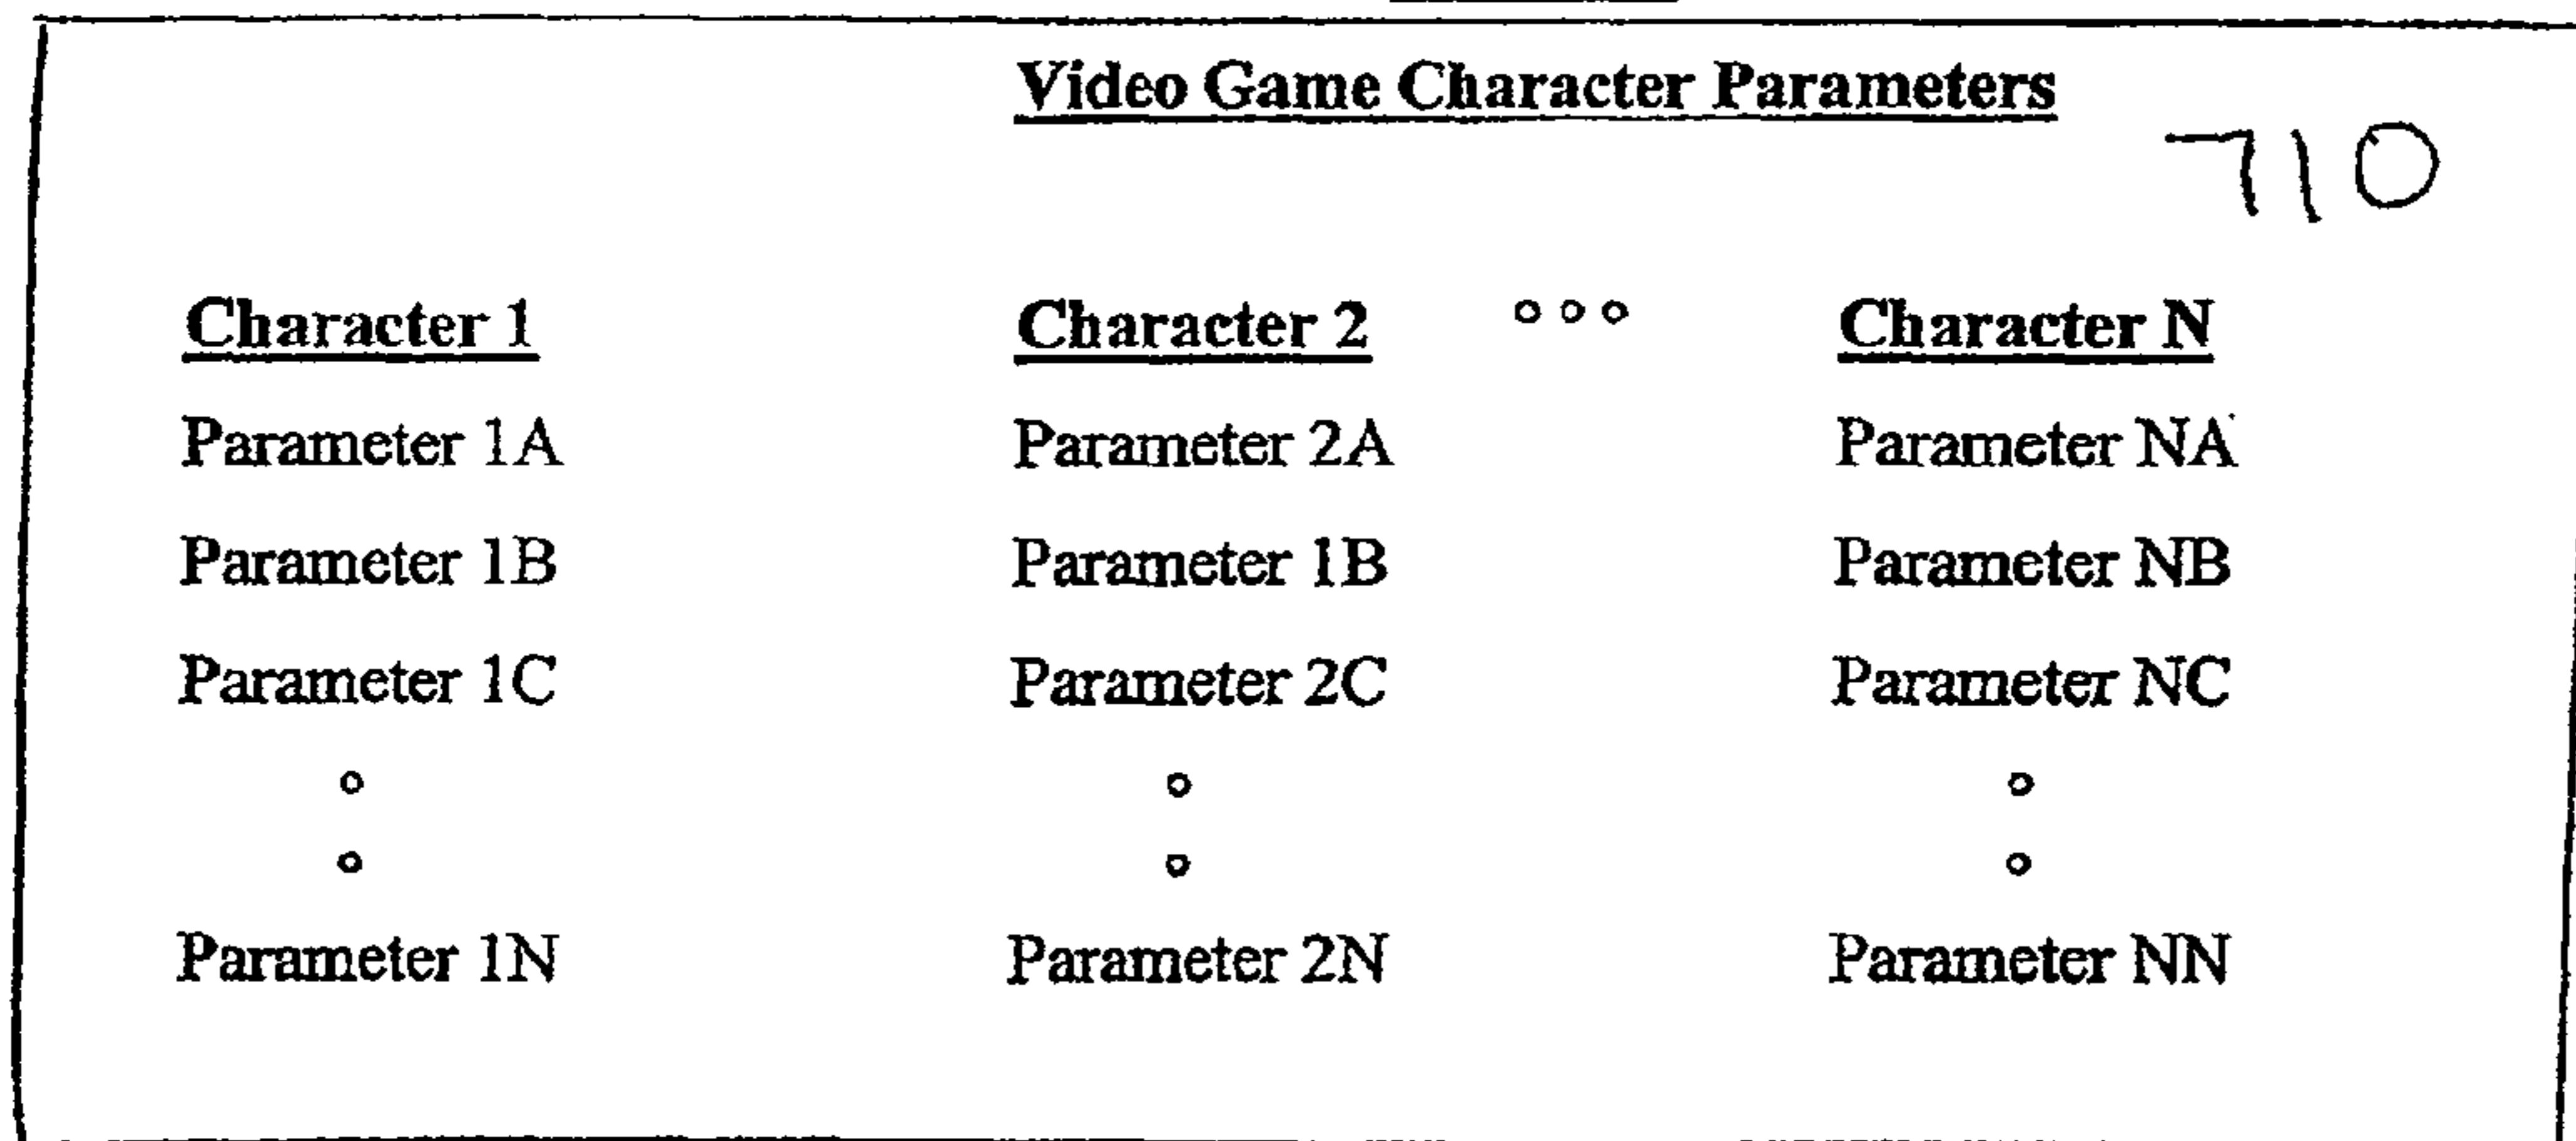 Video Game Character Parameters
710
Character 1 Character 2 ° ° ° Character N
Parameter 1A Parameter 2A Parameter NA
Parameter 1B Parameter 1B Parameter NB
Parameter 1C Parameter 2C Parameter NC
° ° °
° ° °
Parameter 1N Parameter 2N Parameter NN